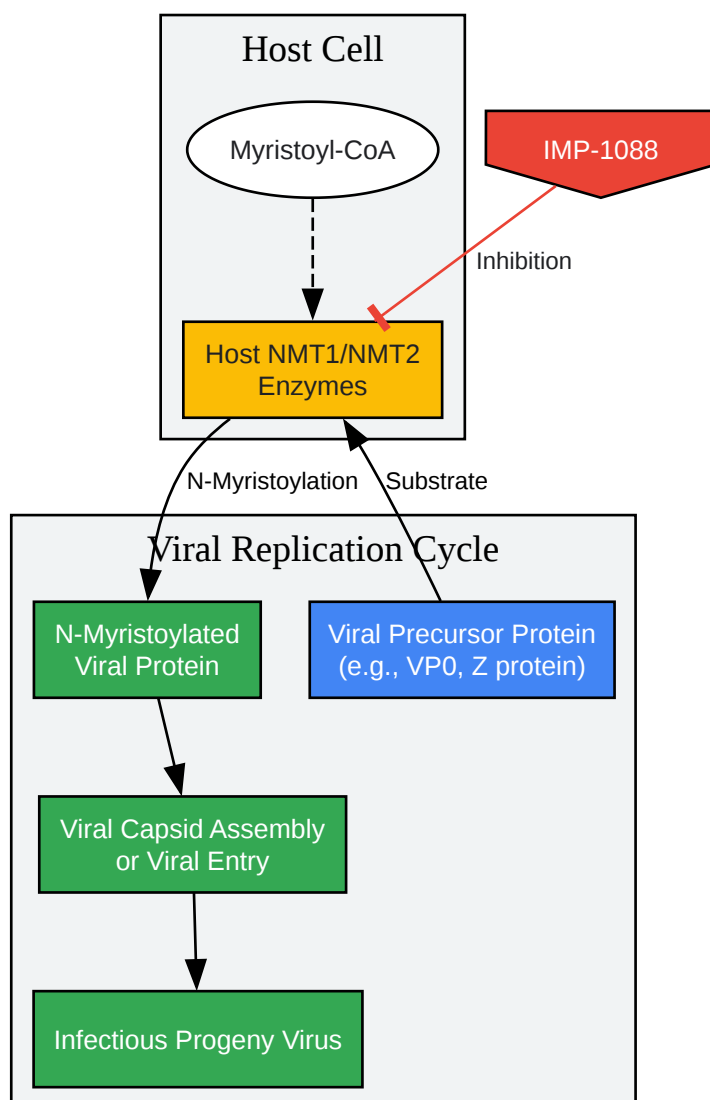 Host Cell
Myristoyl-CoA
IMP-1088
Inhibition
Host NMT1/NMT2
Enzymes
N-Myristoylation
Substrate
Viral Replication Cycle
N-Myristoylated
Viral Protein
Viral Precursor Protein
(e.g., VP0, Z protein)
Viral Capsid Assembly
or Viral Entry
Infectious Progeny Virus